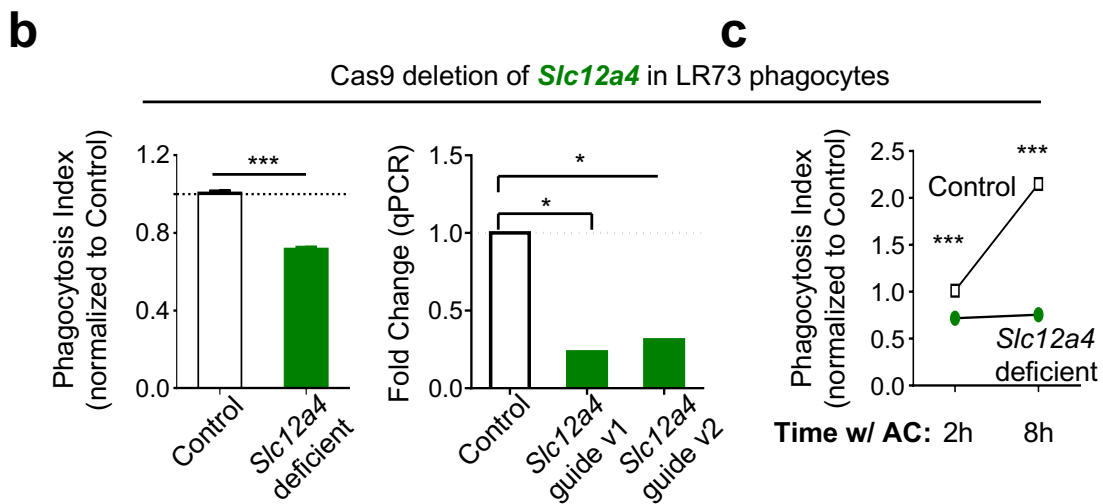 b
c
Cas9 deletion of Slc12a4 in LR73 phagocytes
Phagocytosis Index
(normalized to Control)
1.2
1.0
0.8
0.4
0.0
***
Control
Slc12a4
deficient
Fold Change (qPCR)
1.5
1.0
0.5
0.0
*
*
Control
Slc12a4
guide v1
Slc12a4
guide v2
Phagocytosis Index
(normalized to Control)
2.5
2.0
1.5
1.0
0.5
0.0
***
Control
***
Slc12a4
deficient
Time w/ AC: 2h 8h